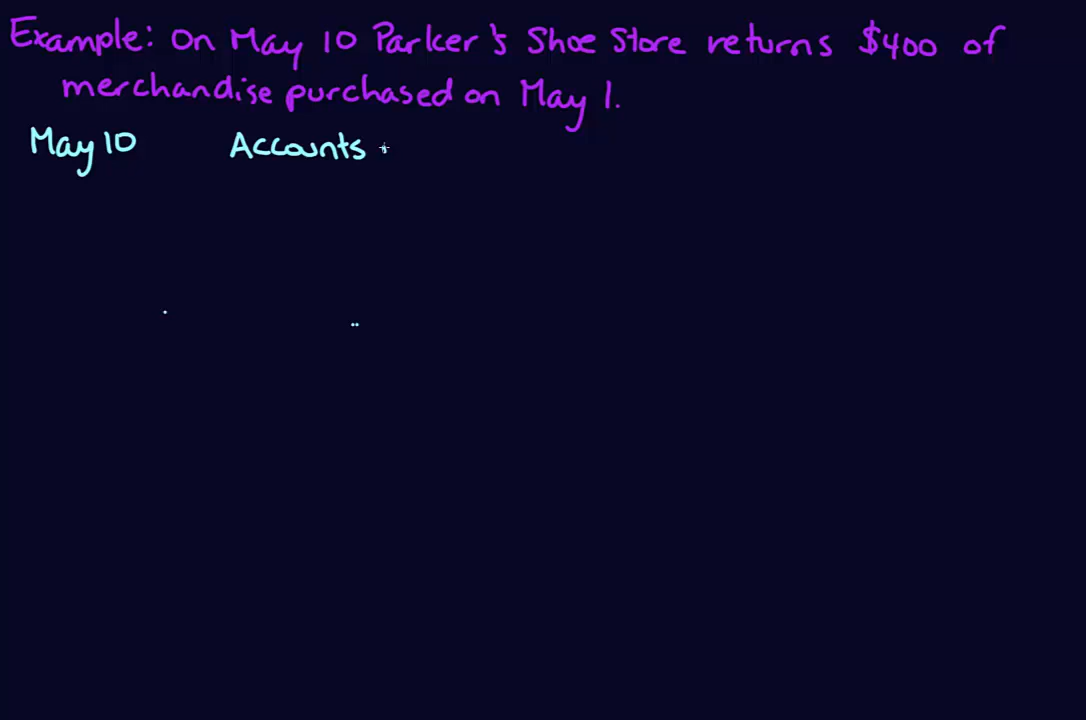 Example: On May 10 Parker's Shoe Store returns $400 of
merchandise purchased on May 1.
May 10 Accounts